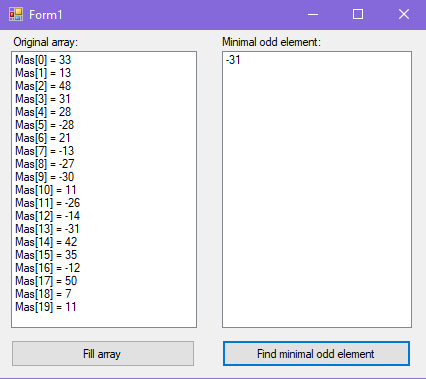 Form1
Original array:
Mas[0] = 33
Mas[1] = 13
Mas[2] = 48
Mas[3] = 31
Mas[4] = 28
Mas[5] = -28
Mas[6] = 21
Mas[7] = -13
Mas[8] = -27
Mas[9] = -30
Mas[10] = 11
Mas[11] = -26
Mas[12] = -14
Mas[13] = -31
Mas[14] = 42
Mas[15] = 35
Mas[16] = -12
Mas[17] = 50
Mas[18] = 7
Mas[19] = 11
Fill array
Minimal odd element:
-31
Find minimal odd element